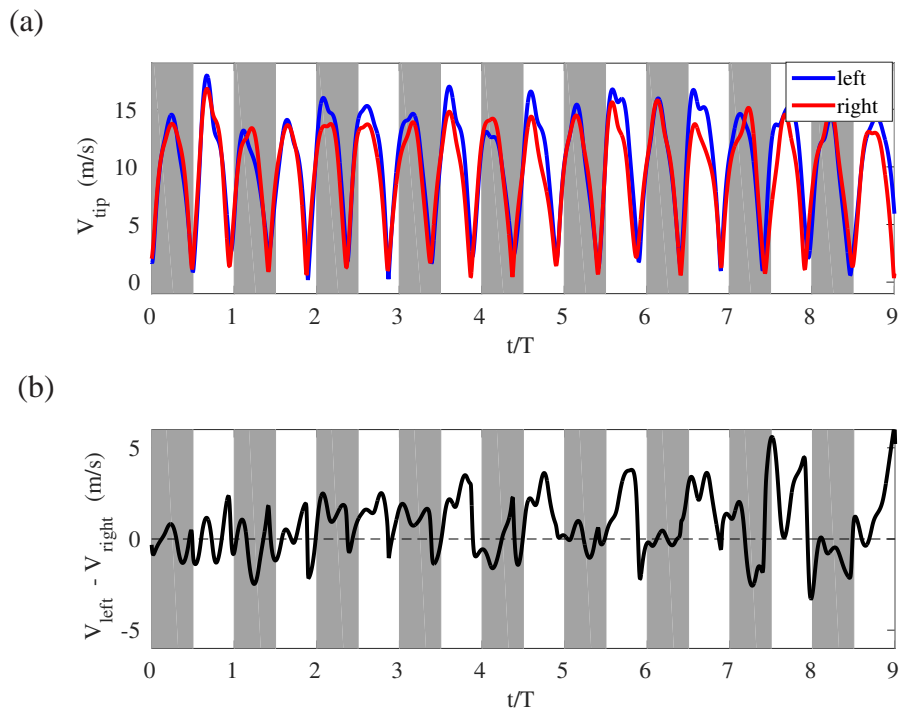 (a)
left
right
15
10
5
0
V_tip (m/s)
0 1 2 3 4 5 6 7 8 9
t/T
(b)
5
0
-5
V_left - V_right (m/s)
0 1 2 3 4 5 6 7 8 9
t/T